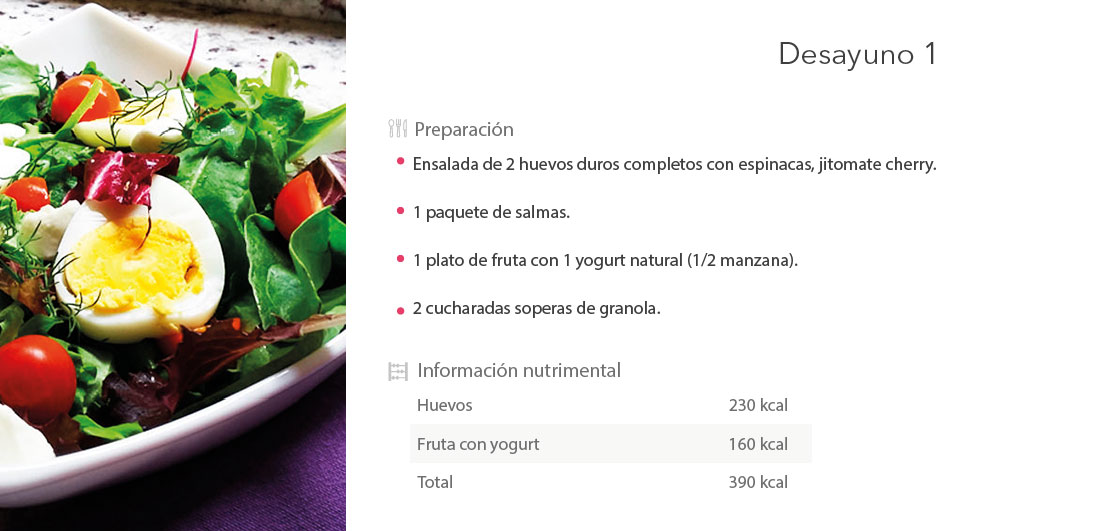 Desayuno 1
Preparación
Ensalada de 2 huevos duros completos con espinacas, jitomate cherry.
1 paquete de salmas.
1 plato de fruta con 1 yogurt natural (1/2 manzana).
2 cucharadas soperas de granola.
Información nutrimental
Huevos 230 kcal
Fruta con yogurt 160 kcal
Total 390 kcal